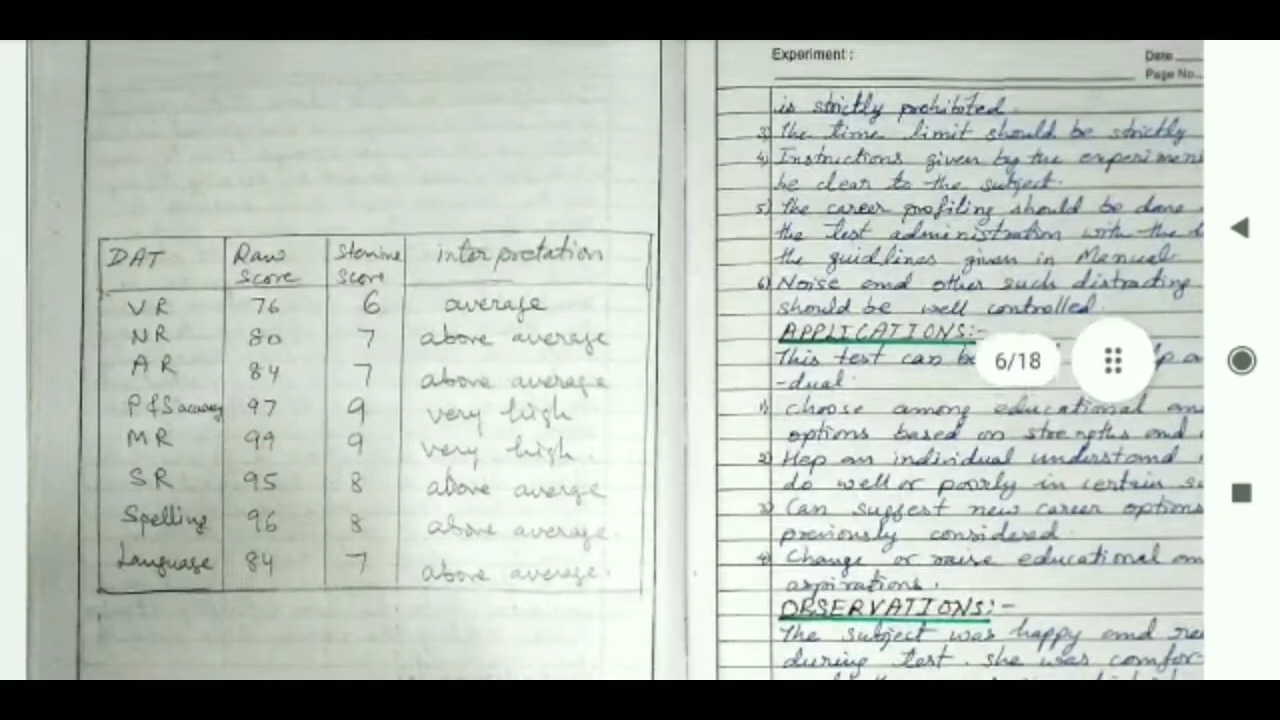 DAT Raw Score Stanine Score interpretation
VR 76 6 average
NR 80 7 above average
AR 84 7 above average
P&S accuracy 97 9 very high
MR 99 9 very high.
SR 95 8 above averge
Spelling 96 8 above average.
Language 84 7 above average.
Experiment :
Date
Page No.
is strictly prohibited.
3) The time limit should be strictly
4) Instructions given by the experimen
be clear to the subject.
5) The career profiling should be done
the test administration with the
the guidlines given in Manual
6) Noise and other such distracting
should be well controlled.
APPLICATIONS:-
This test can be
-dual.
6/18
1) Choose among educational an
options based on strengths and
2) Hep an individual understand
do well or poorly in certain
3) Can suggest new career options
previously considered.
4) Change or raise educational an
aspirations.
OBSERVATIONS:-
The subject was happy and
during test. she was comfor-